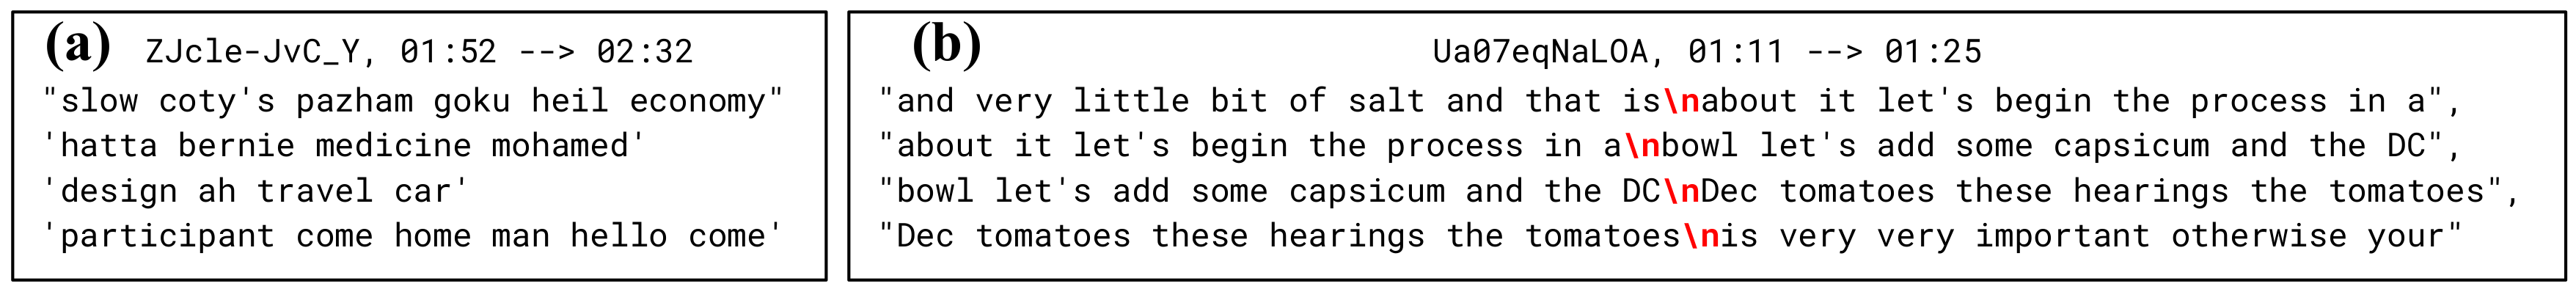 (a) ZJcle-JvC_Y, 01:52 --> 02:32
"slow coty's pazham goku heil economy"
'hatta bernie medicine mohamed'
'design ah travel car'
'participant come home man hello come'
(b) Ua07eqNaLOA, 01:11 --> 01:25
"and very little bit of salt and that is\nabout it let's begin the process in a",
"about it let's begin the process in a\nbowl let's add some capsicum and the DC",
"bowl let's add some capsicum and the DC\nDec tomatoes these hearings the tomatoes",
"Dec tomatoes these hearings the tomatoes\nis very very important otherwise your"